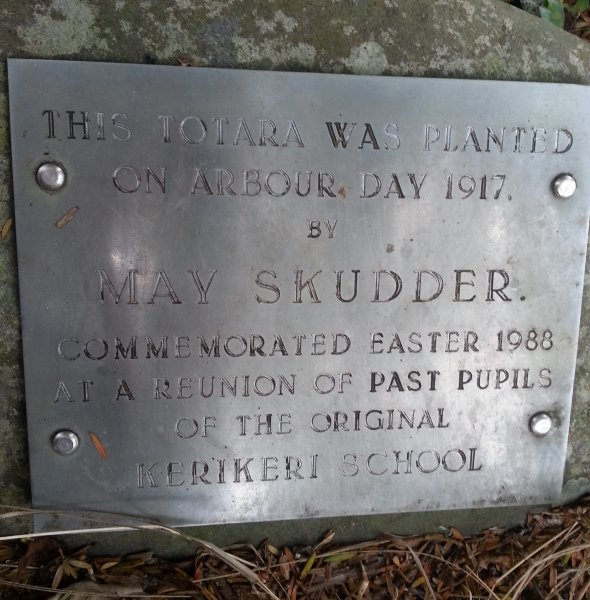 THIS TOTARA WAS PLANTED
ON ARBOUR DAY 1917.
BY
MAY SKUDDER.
COMMEMORATED EASTER 1988
AT A REUNION OF PAST PUPILS
OF THE ORIGINAL
KERIKERI SCHOOL